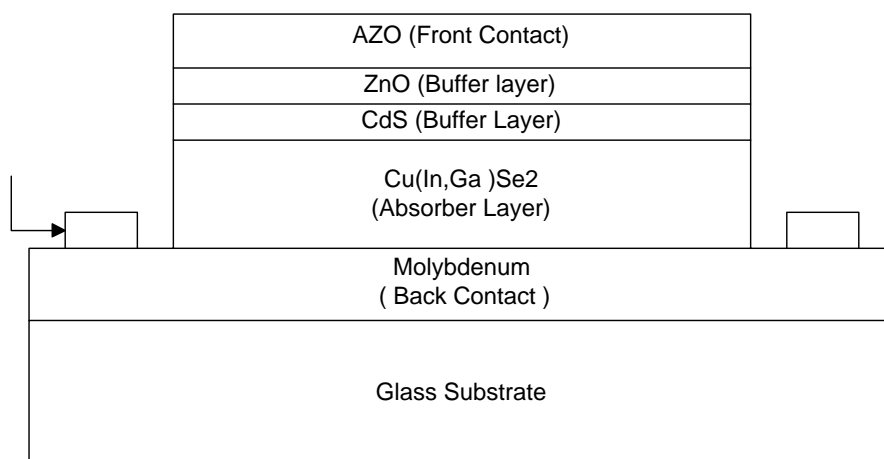 AZO (Front Contact)
ZnO (Buffer layer)
CdS (Buffer Layer)
Cu(In,Ga )Se2
(Absorber Layer)
Molybdenum
( Back Contact )
Glass Substrate